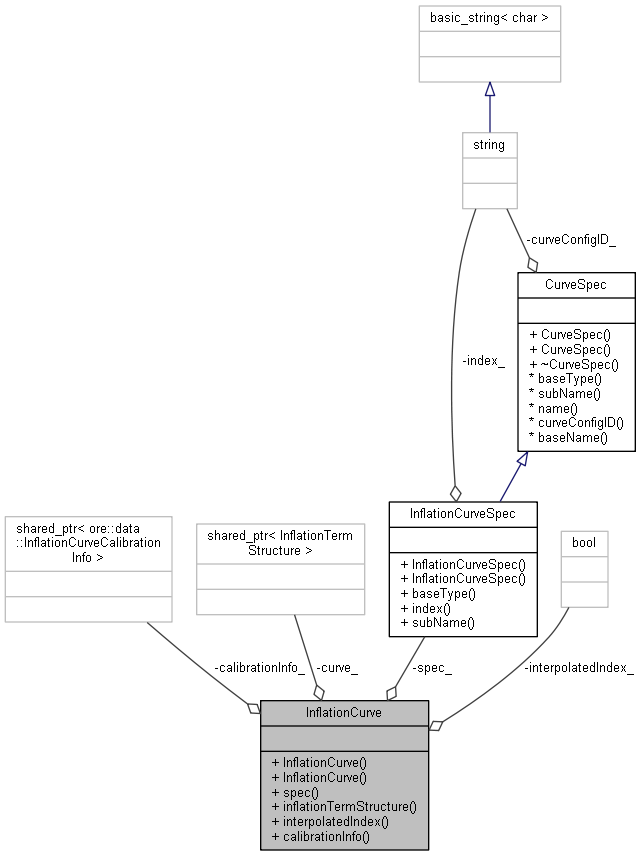 basic_string< char >
string
-curveConfigID_
CurveSpec
+ CurveSpec()
+ CurveSpec()
+ ~CurveSpec()
* baseType()
* subName()
* name()
* curveConfigID()
* baseName()
-index_
InflationCurveSpec
+ InflationCurveSpec()
+ InflationCurveSpec()
+ baseType()
+ index()
+ subName()
shared_ptr< ore::data
::InflationCurveCalibration
Info >
shared_ptr< InflationTerm
Structure >
bool
-calibrationInfo_
-curve_
-spec_
-interpolatedIndex_
InflationCurve
+ InflationCurve()
+ InflationCurve()
+ spec()
+ inflationTermStructure()
+ interpolatedIndex()
+ calibrationInfo()